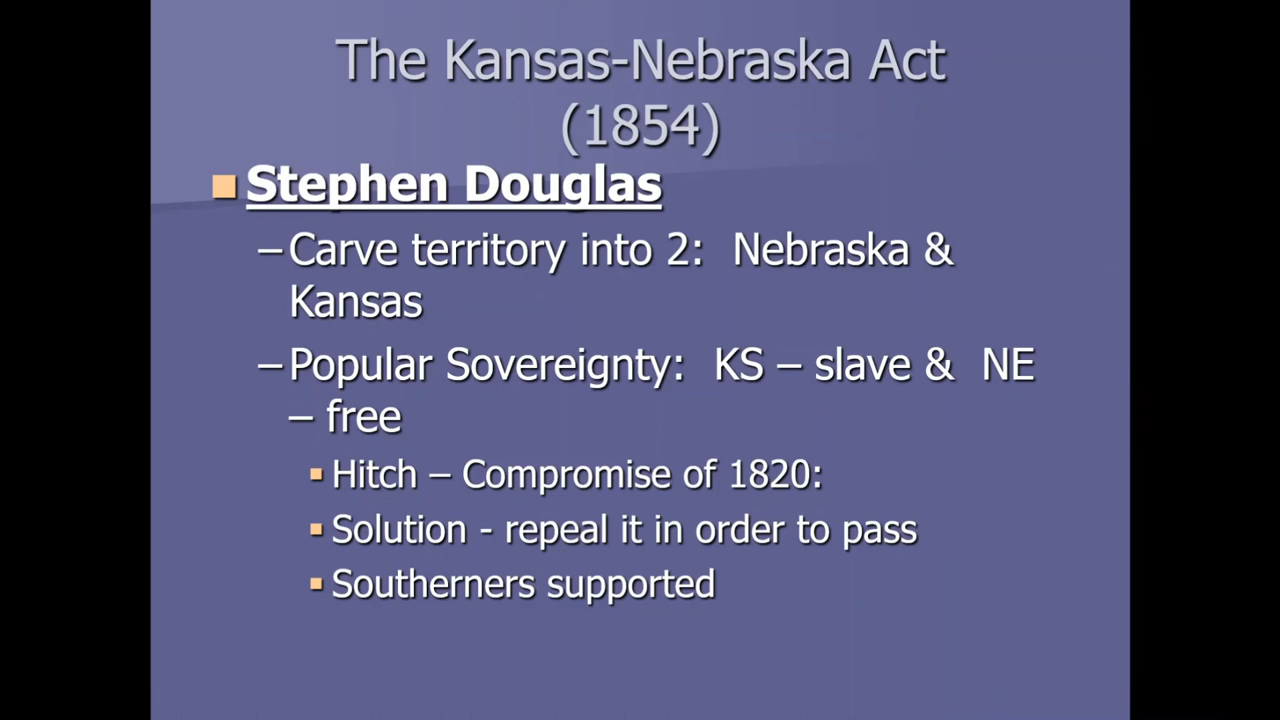 The Kansas-Nebraska Act
(1854)
Stephen Douglas
–Carve territory into 2:  Nebraska &
Kansas
–Popular Sovereignty:  KS – slave &  NE
– free
Hitch – Compromise of 1820:
Solution - repeal it in order to pass
Southerners supported